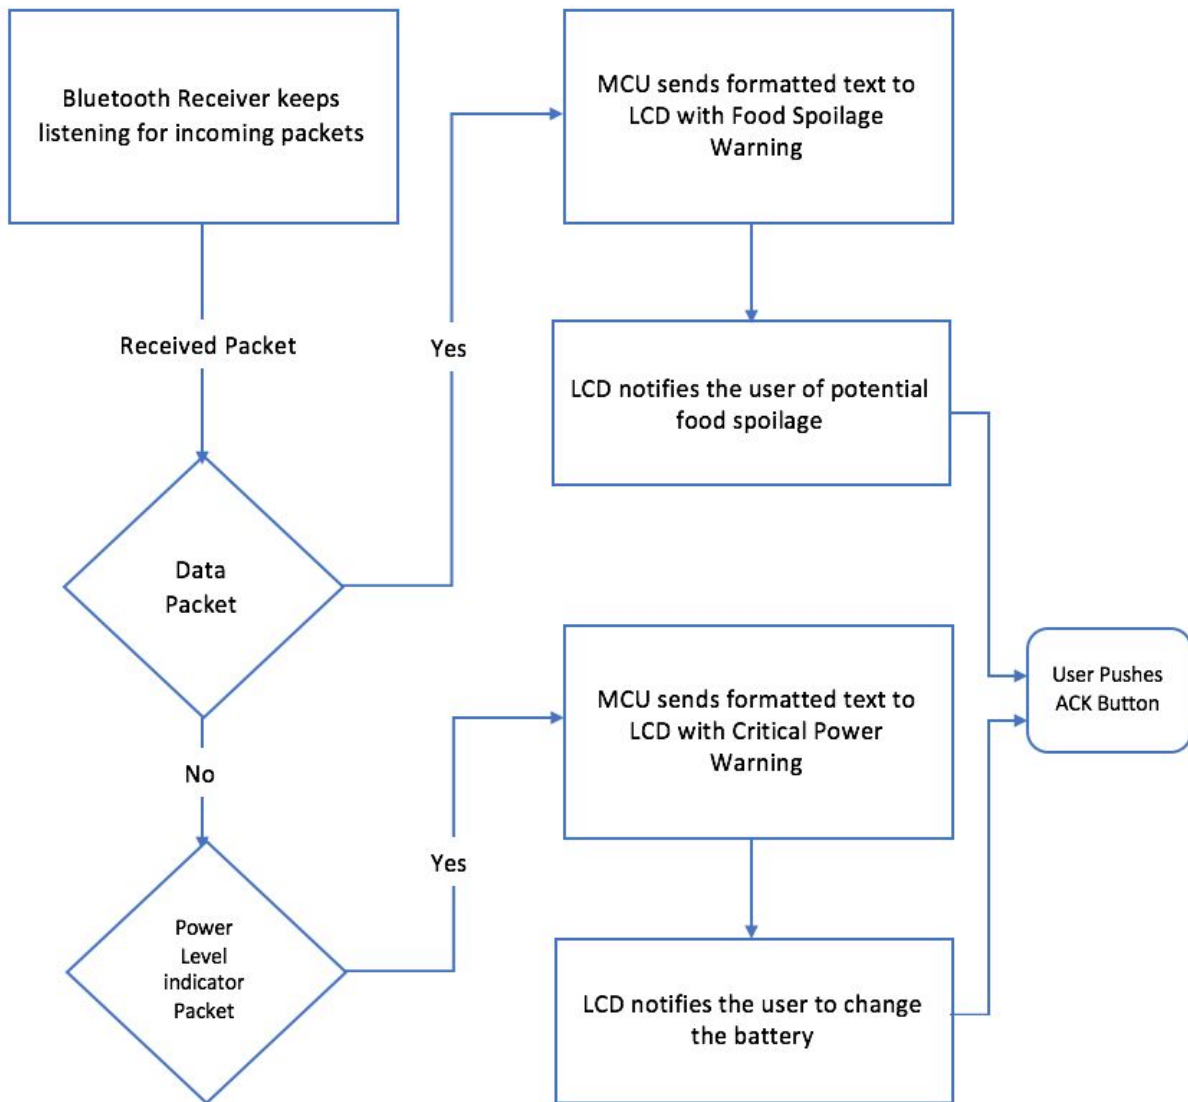 Bluetooth Receiver keeps
listening for incoming packets
Received Packet
Data
Packet
Yes
MCU sends formatted text to
LCD with Food Spoilage
Warning
LCD notifies the user of potential
food spoilage
No
Power
Level
indicator
Packet
Yes
MCU sends formatted text to
LCD with Critical Power
Warning
LCD notifies the user to change
the battery
User Pushes
ACK Button